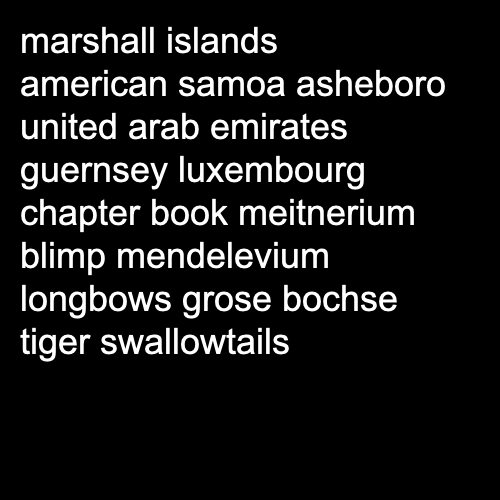 marshall islands
american samoa asheboro
united arab emirates
guernsey luxembourg
chapter book meitnerium
blimp mendelevium
longbows grose bochse
tiger swallowtails